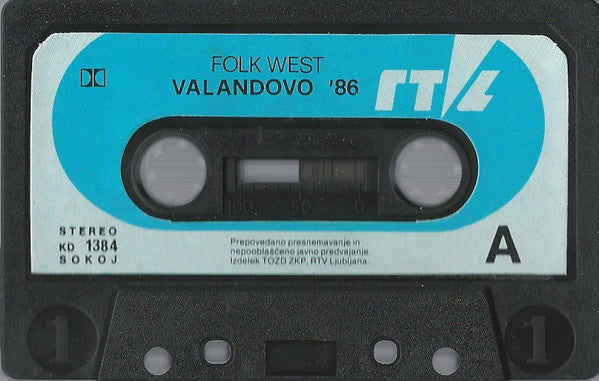 FOLK WEST
VALANDOVO '86
RTVL
100 50 0
STEREO
KD 1384
SOKOJ
Prepovedano presnemavanje in
nepooblaščeno javno predvajanje.
Izdelek TOZD ZKP, RTV Ljubljana.
A
1 1